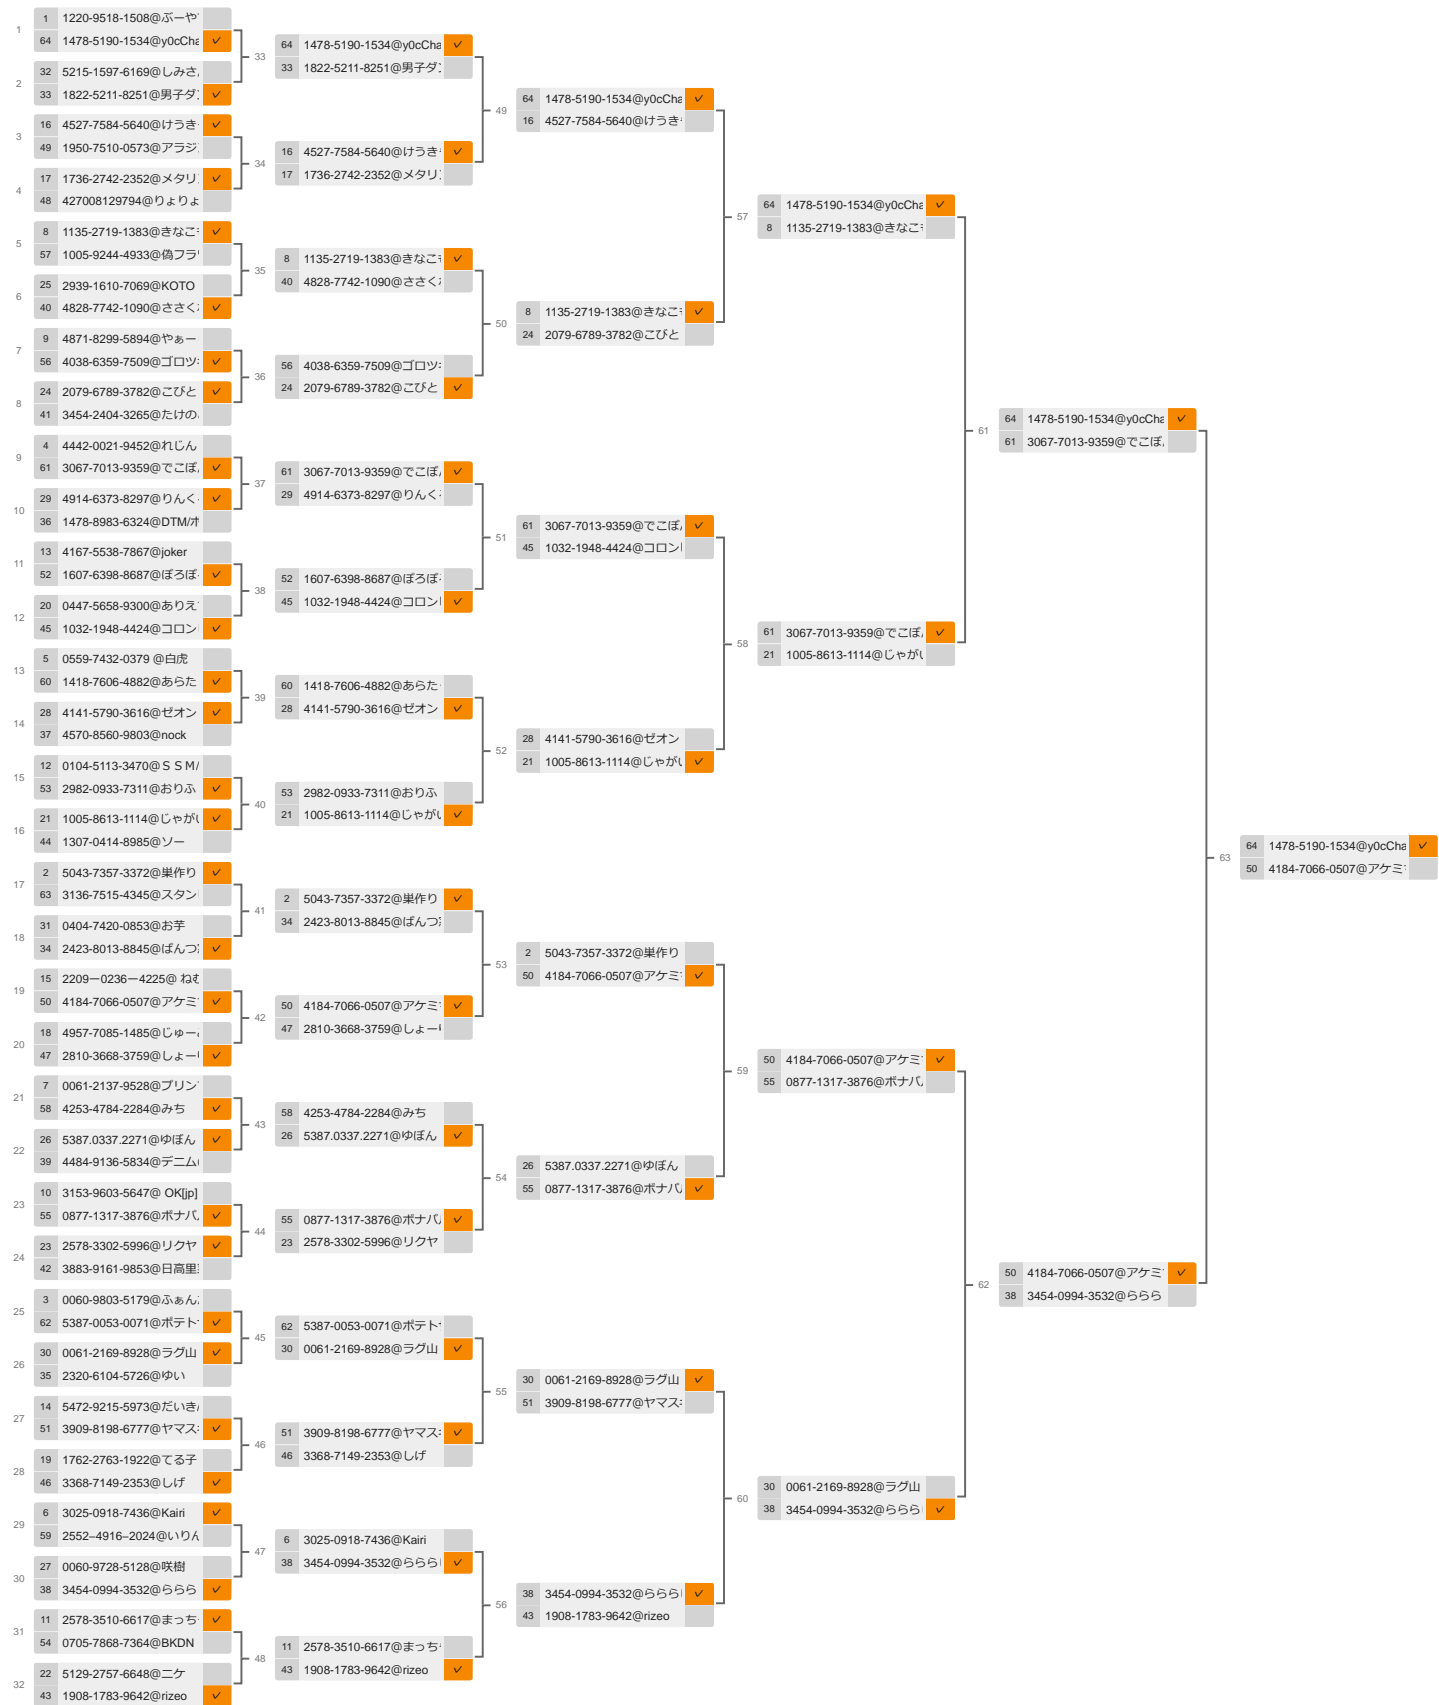 1
1 1220-9518-1508@ぶーや
64 1478-5190-1534@y0cCha
2
32 5215-1597-6169@しみさ
33 1822-5211-8251@男子ダ
3
16 4527-7584-5640@けうき
49 1950-7510-0573@アラジ
4
17 1736-2742-2352@メタリ
48 427008129794@りょりょ
5
8 1135-2719-1383@きなこ
57 1005-9244-4933@偽フラ
6
25 2939-1610-7069@KOTO
40 4828-7742-1090@ささく
7
9 4871-8299-5894@やぁー
56 4038-6359-7509@ゴロツ
8
24 2079-6789-3782@こびと
41 3454-2404-3265@たけの
9
4 4442-0021-9452@れじん
61 3067-7013-9359@でこぽ
10
29 4914-6373-8297@りんく
36 1478-8983-6324@DTM/ホ
11
13 4167-5538-7867@joker
52 1607-6398-8687@ぼろぼ
12
20 0447-5658-9300@ありえ
45 1032-1948-4424@コロン
13
5 0559-7432-0379 @白虎
60 1418-7606-4882@あらた
14
28 4141-5790-3616@ゼオン
37 4570-8560-9803@nock
15
12 0104-5113-3470@ＳＳＭ/
53 2982-0933-7311@おりふ
16
21 1005-8613-1114@じゃが
44 1307-0414-8985@ソー
17
2 5043-7357-3372@巣作り
63 3136-7515-4345@スタン
18
31 0404-7420-0853@お芋
34 2423-8013-8845@ぱんつ
19
15 2209ー0236ー4225@ ねむ
50 4184-7066-0507@アケミ
20
18 4957-7085-1485@じゅー
47 2810-3668-3759@しょー
21
7 0061-2137-9528@プリン
58 4253-4784-2284@みち
22
26 5387.0337.2271@ゆぽん
39 4484-9136-5834@デニム
23
10 3153-9603-5647@ OK[jp]
55 0877-1317-3876@ボナパ
24
23 2578-3302-5996@リクヤ
42 3883-9161-9853@日高里
25
3 0060-9803-5179@ふぁん
62 5387-0053-0071@ポテト
26
30 0061-2169-8928@ラグ山
35 2320-6104-5726@ゆい
27
14 5472-9215-5973@だいき
51 3909-8198-6777@ヤマス
28
19 1762-2763-1922@てる子
46 3368-7149-2353@しげ
29
6 3025-0918-7436@Kairi
59 2552–4916–2024@いりん
30
27 0060-9728-5128@咲樹
38 3454-0994-3532@ららら
31
11 2578-3510-6617@まっち
54 0705-7868-7364@BKDN
32
22 5129-2757-6648@ニケ
43 1908-1783-9642@rizeo
33
64 1478-5190-1534@y0cCha
33 1822-5211-8251@男子ダ
34
16 4527-7584-5640@けうき
17 1736-2742-2352@メタリ
35
8 1135-2719-1383@きなこ
40 4828-7742-1090@ささく
36
56 4038-6359-7509@ゴロツ
24 2079-6789-3782@こびと
37
61 3067-7013-9359@でこぽ
29 4914-6373-8297@りんく
38
52 1607-6398-8687@ぼろぼ
45 1032-1948-4424@コロン
39
60 1418-7606-4882@あらた
28 4141-5790-3616@ゼオン
40
53 2982-0933-7311@おりふ
21 1005-8613-1114@じゃが
41
2 5043-7357-3372@巣作り
34 2423-8013-8845@ぱんつ
42
50 4184-7066-0507@アケミ
47 2810-3668-3759@しょー
43
58 4253-4784-2284@みち
26 5387.0337.2271@ゆぽん
44
55 0877-1317-3876@ボナパ
23 2578-3302-5996@リクヤ
45
62 5387-0053-0071@ポテト
30 0061-2169-8928@ラグ山
46
51 3909-8198-6777@ヤマス
46 3368-7149-2353@しげ
47
6 3025-0918-7436@Kairi
38 3454-0994-3532@ららら
48
11 2578-3510-6617@まっち
43 1908-1783-9642@rizeo
49
64 1478-5190-1534@y0cCha
16 4527-7584-5640@けうき
50
8 1135-2719-1383@きなこ
24 2079-6789-3782@こびと
51
61 3067-7013-9359@でこぽ
45 1032-1948-4424@コロン
52
28 4141-5790-3616@ゼオン
21 1005-8613-1114@じゃが
53
2 5043-7357-3372@巣作り
50 4184-7066-0507@アケミ
54
26 5387.0337.2271@ゆぽん
55 0877-1317-3876@ボナパ
55
30 0061-2169-8928@ラグ山
51 3909-8198-6777@ヤマス
56
38 3454-0994-3532@ららら
43 1908-1783-9642@rizeo
57
64 1478-5190-1534@y0cCha
8 1135-2719-1383@きなこ
58
61 3067-7013-9359@でこぽ
21 1005-8613-1114@じゃが
59
50 4184-7066-0507@アケミ
55 0877-1317-3876@ボナパ
60
30 0061-2169-8928@ラグ山
38 3454-0994-3532@ららら
61
64 1478-5190-1534@y0cCha
61 3067-7013-9359@でこぽ
62
50 4184-7066-0507@アケミ
38 3454-0994-3532@ららら
63
64 1478-5190-1534@y0cCha
50 4184-7066-0507@アケミ